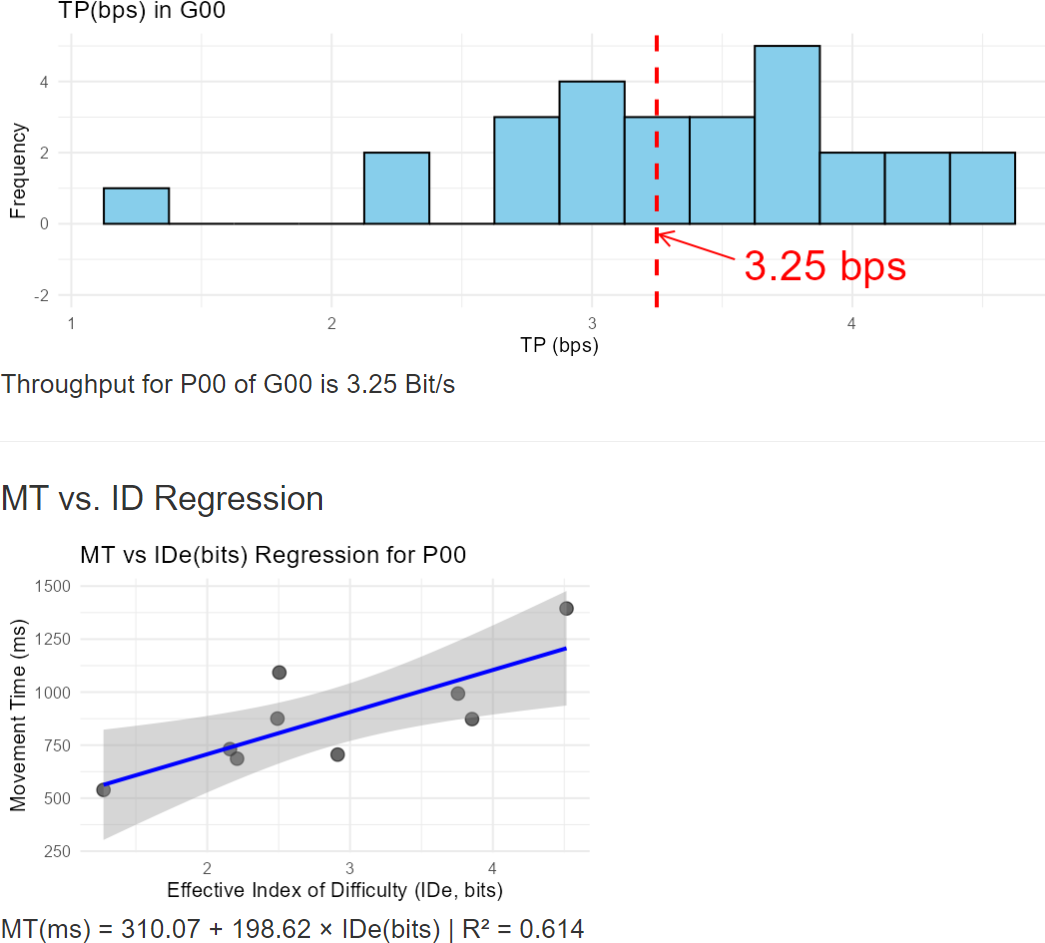 TP(bps) in G00
Frequency
4
2
0
-2
3.25 bps
1 2 3 4
TP (bps)
Throughput for P00 of G00 is 3.25 Bit/s
MT vs. ID Regression
MT vs IDe(bits) Regression for P00
Movement Time (ms)
1500
1250
1000
750
500
250
2 3 4
Effective Index of Difficulty (IDe, bits)
MT(ms) = 310.07 + 198.62 × IDe(bits) | R² = 0.614